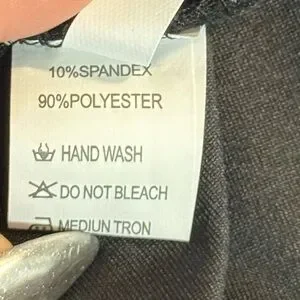 10%SPANDEX
90%POLYESTER
HAND WASH
DO NOT BLEACH
MEDIUN TRON